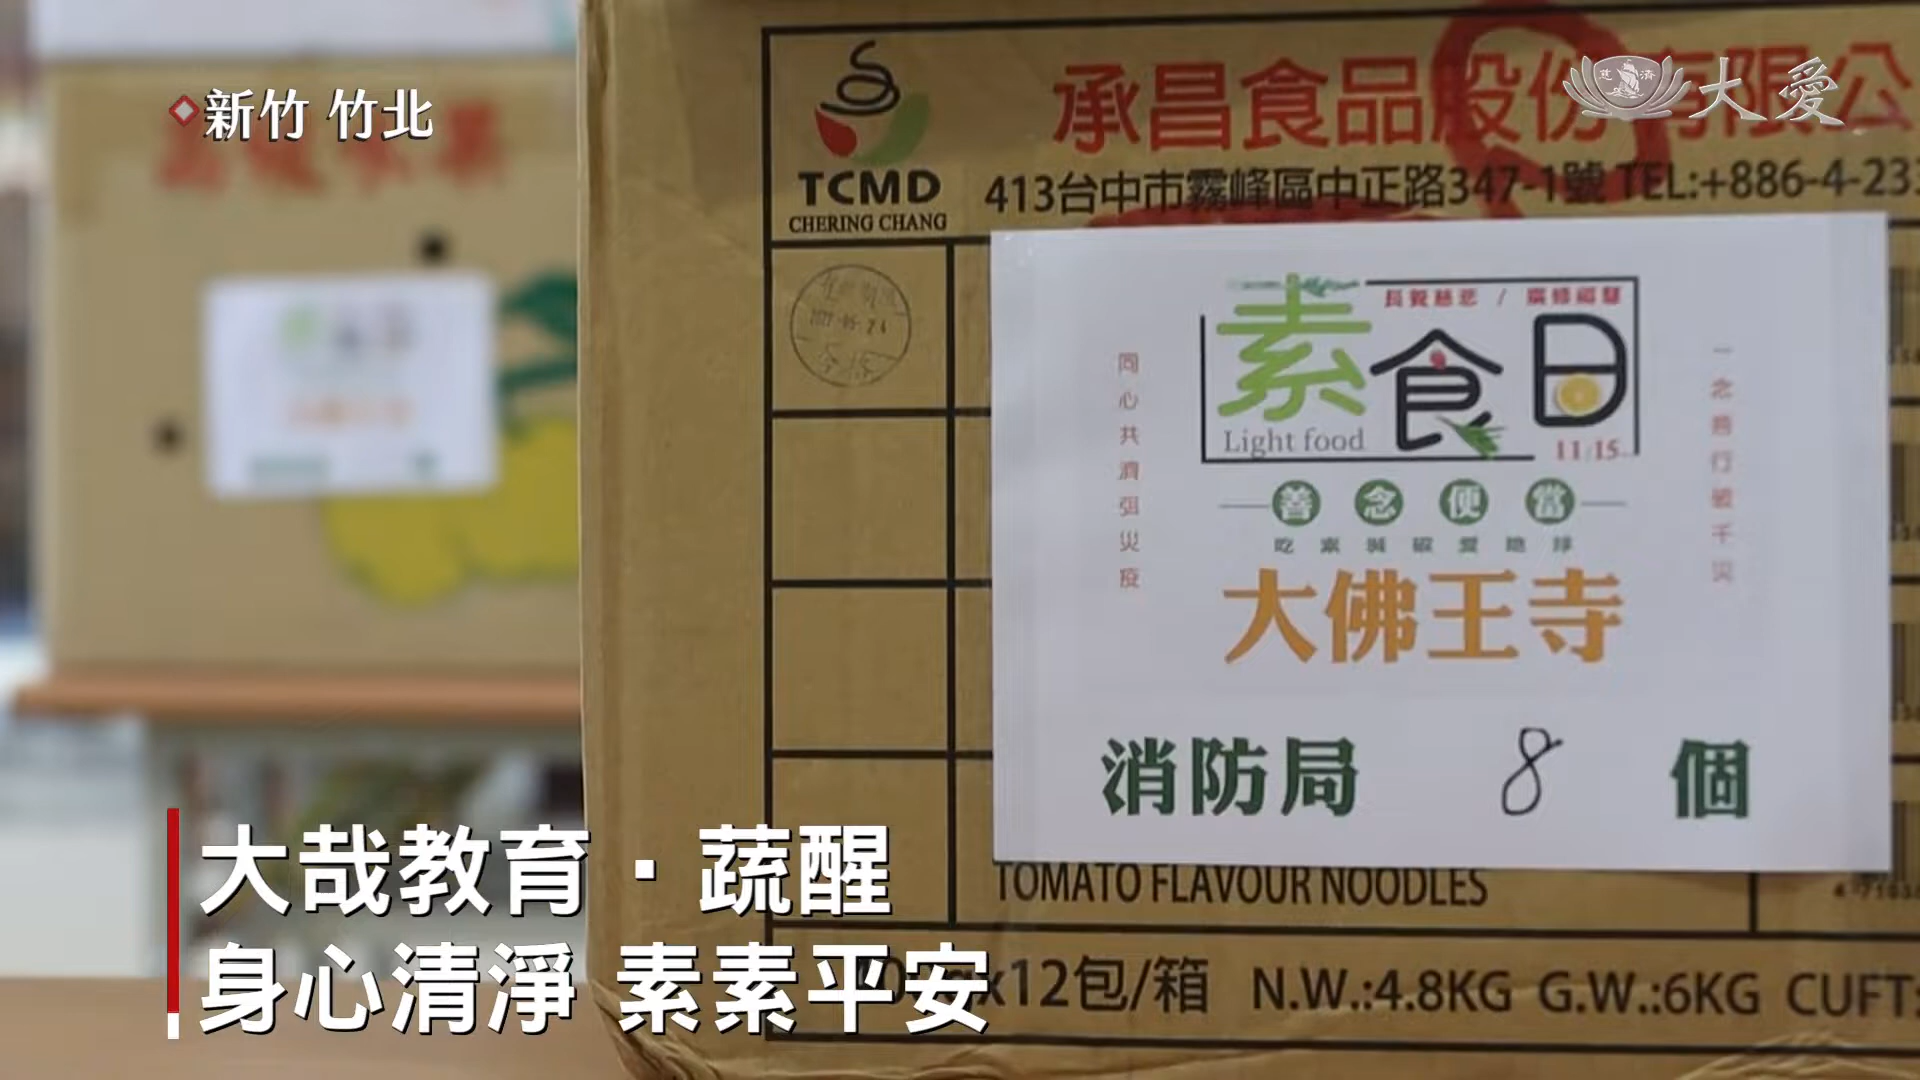 新竹 竹北
大愛
慈濟
承昌食品股份有限公
TCMD
CHERING CHANG
413台中市霧峰區中正路347-1號 TEL:+886-4-233
長養慈悲 / 廣修福慧
素食日
Light food
11/15
同心共濟弭災疫
一念善行破千災
善念便當
吃素減碳愛地球
大佛王寺
消防局 8 個
TOMATO FLAVOUR NOODLES
x12包/箱 N.W.:4.8KG G.W.:6KG CUFT:
大哉教育·蔬醒
身心清淨 素素平安